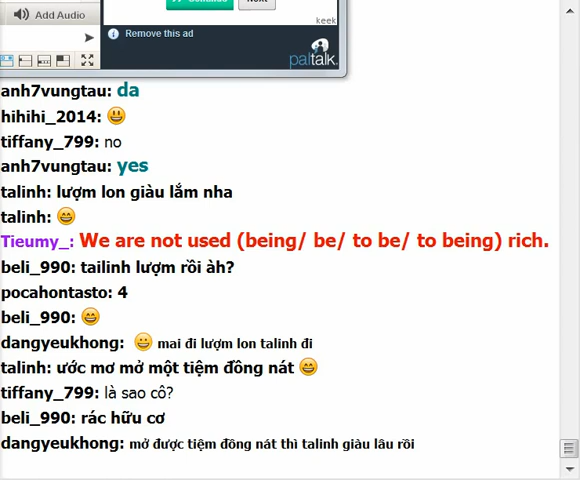 Continue Next
Add Audio
keek
Remove this ad
paltalk
anh7vungtau: da
hihihi_2014: 😃
tiffany_799: no
anh7vungtau: yes
talinh: lượm lon giàu lắm nha
talinh: 😄
Tieumy_: We are not used (being/ be/ to be/ to being) rich.
beli_990: tailinh lượm rồi àh?
pocahontasto: 4
beli_990: 😄
dangyeukhong: 😀 mai đi lượm lon talinh đi
talinh: ước mơ mở một tiệm đồng nát 😄
tiffany_799: là sao cô?
beli_990: rác hữu cơ
dangyeukhong: mở được tiệm đồng nát thì talinh giàu lâu rồi